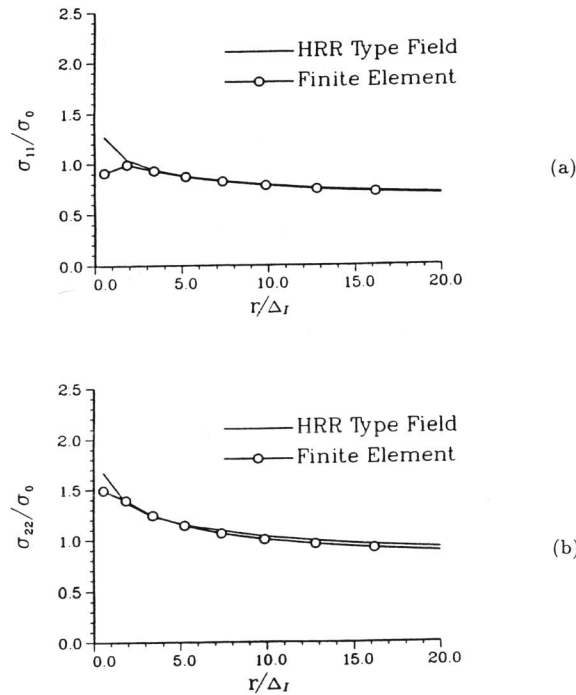 2.5
HRR Type Field
2.0
Finite Element
1.5
σ11/σ0
1.0
(a)
0.5
0.0
0.0 5.0 10.0 15.0 20.0
r/ΔI
2.5
HRR Type Field
2.0
Finite Element
1.5
σ22/σ0
1.0
(b)
0.5
0.0
0.0 5.0 10.0 15.0 20.0
r/ΔI